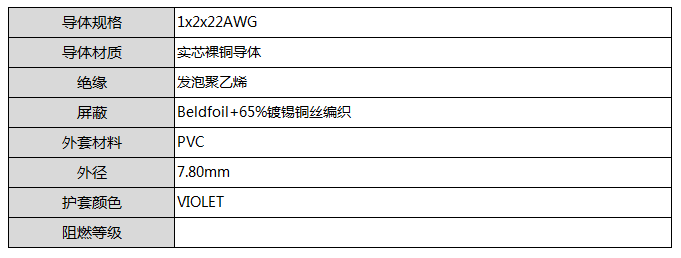 导体规格 1x2x22AWG
导体材质 实芯裸铜导体
绝缘 发泡聚乙烯
屏蔽 Beldfoil+65%镀锡铜丝编织
外套材料 PVC
外径 7.80mm
护套颜色 VIOLET
阻燃等级